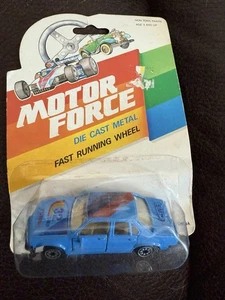 MOTOR
FORCE
DIE CAST METAL
FAST RUNNING WHEEL